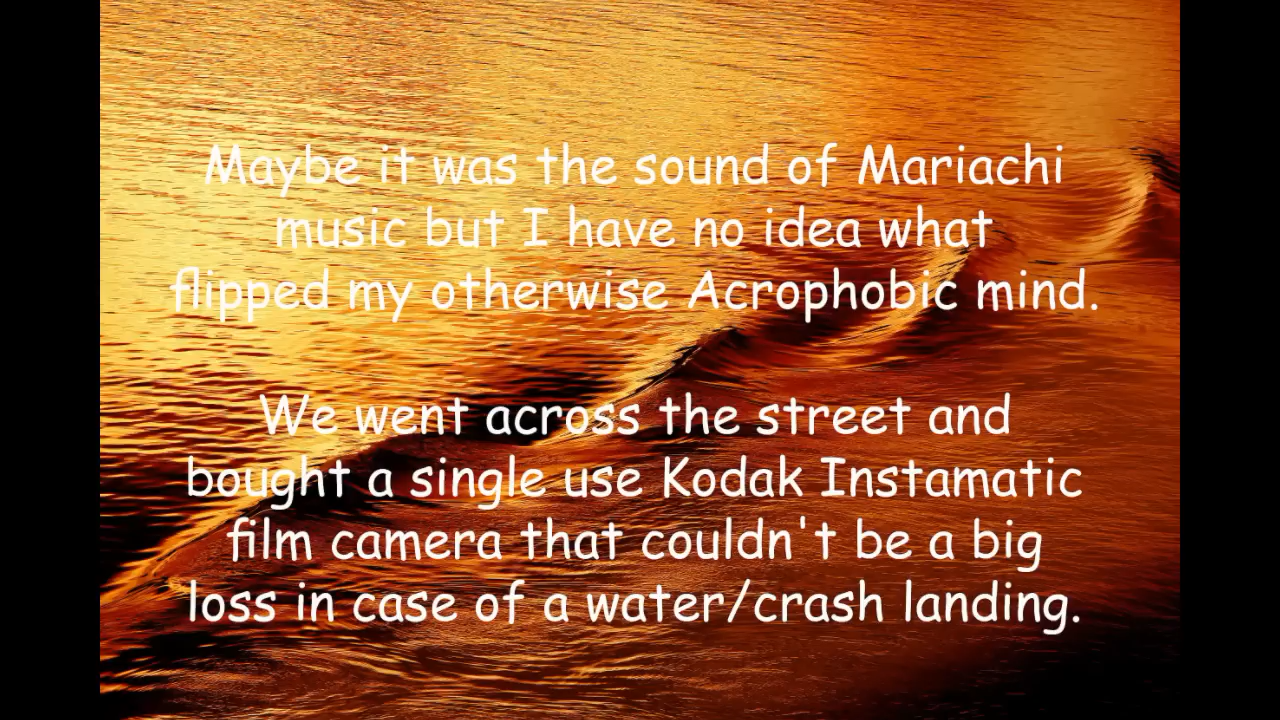 Maybe it was the sound of Mariachi
music but I have no idea what
flipped my otherwise Acrophobic mind.
We went across the street and
bought a single use Kodak Instamatic
film camera that couldn't be a big
loss in case of a water/crash landing.